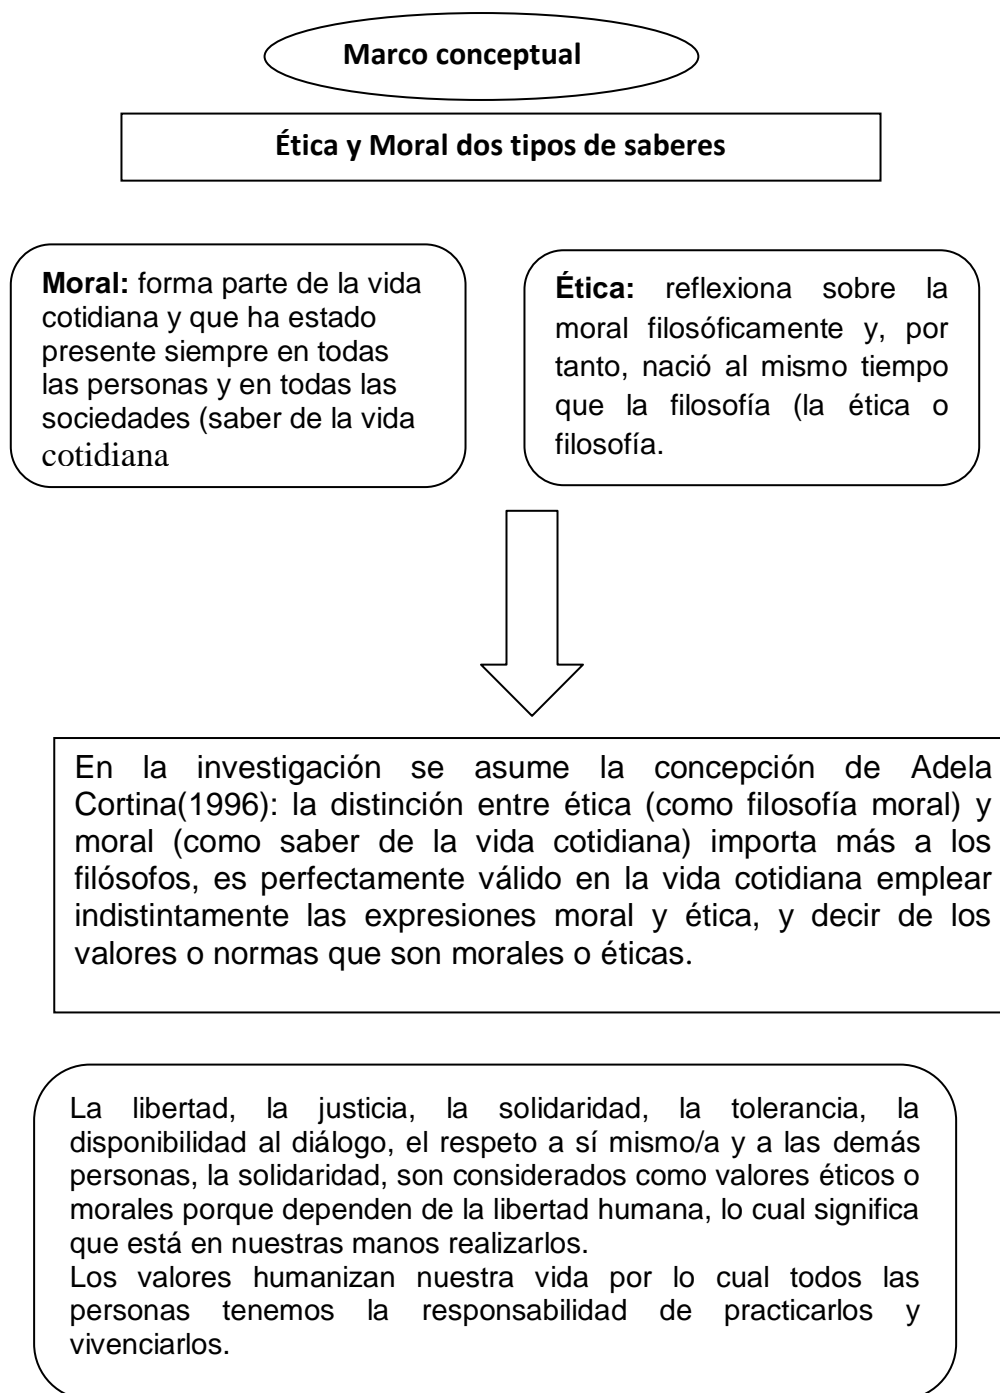 Marco conceptual
Ética y Moral dos tipos de saberes
Moral: forma parte de la vida
cotidiana y que ha estado
presente siempre en todas
las personas y en todas las
sociedades (saber de la vida
cotidiana
Ética: reflexiona sobre la
moral filosóficamente y, por
tanto, nació al mismo tiempo
que la filosofía (la ética o
filosofía.
En la investigación se asume la concepción de Adela
Cortina(1996): la distinción entre ética (como filosofía moral) y
moral (como saber de la vida cotidiana) importa más a los
filósofos, es perfectamente válido en la vida cotidiana emplear
indistintamente las expresiones moral y ética, y decir de los
valores o normas que son morales o éticas.
La libertad, la justicia, la solidaridad, la tolerancia, la
disponibilidad al diálogo, el respeto a sí mismo/a y a las demás
personas, la solidaridad, son considerados como valores éticos o
morales porque dependen de la libertad humana, lo cual significa
que está en nuestras manos realizarlos.
Los valores humanizan nuestra vida por lo cual todos las
personas tenemos la responsabilidad de practicarlos y
vivenciarlos.